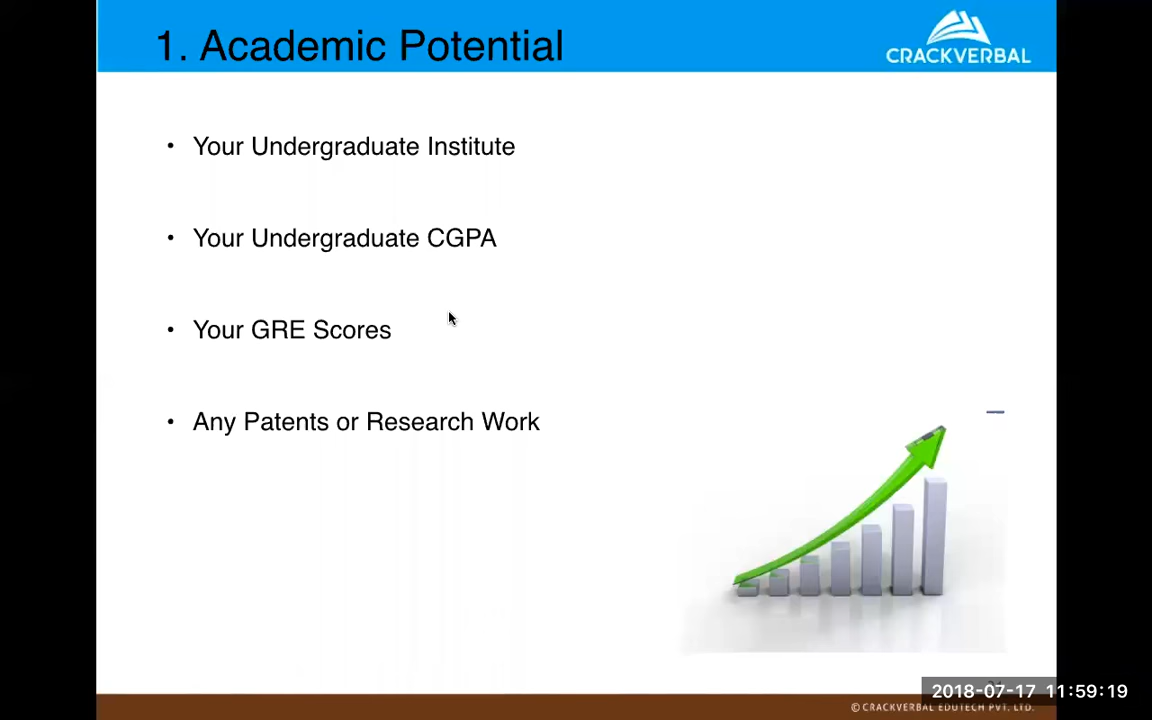 1. Academic Potential
CRACKVERBAL
• Your Undergraduate Institute
• Your Undergraduate CGPA
• Your GRE Scores
• Any Patents or Research Work
2018-07-17 11:59:19
© CRACKVERBAL EDUTECH PVT. LTD.